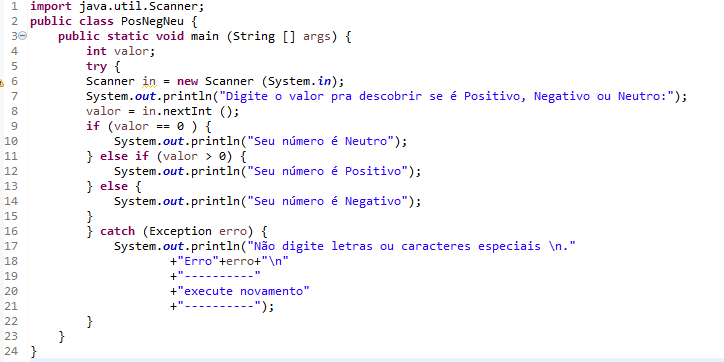 1 import java.util.Scanner;
2 public class PosNegNeu {
3 public static void main (String [] args) {
4 int valor;
5 try {
6 Scanner in = new Scanner (System.in);
7 System.out.println("Digite o valor pra descobrir se é Positivo, Negativo ou Neutro:");
8 valor = in.nextInt ();
9 if (valor == 0 ) {
10 System.out.println("Seu número é Neutro");
11 } else if (valor > 0) {
12 System.out.println("Seu número é Positivo");
13 } else {
14 System.out.println("Seu número é Negativo");
15 }
16 } catch (Exception erro) {
17 System.out.println("Não digite letras ou caracteres especiais \n."
18 +"Erro"+erro+"\n"
19 +"----------"
20 +"execute novamento"
21 +"----------");
22 }
23 }
24 }